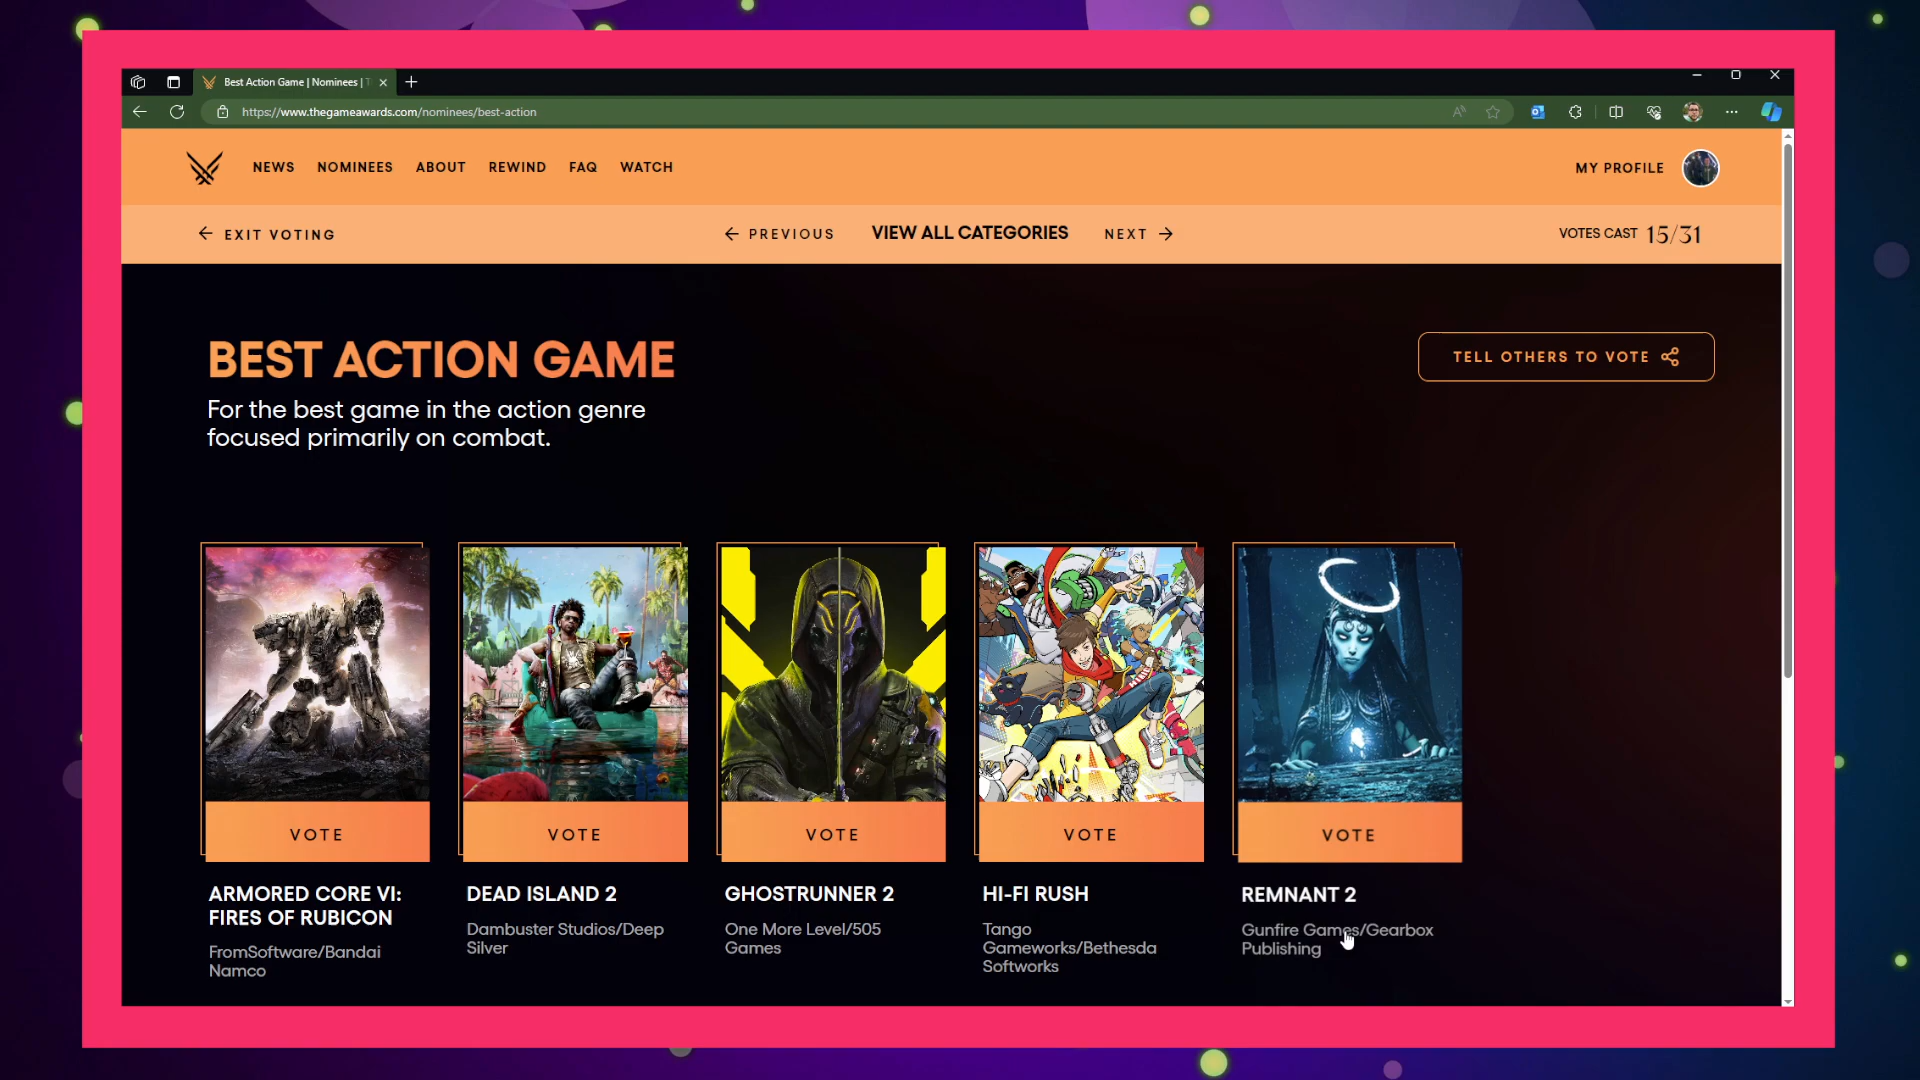 Best Action Game | Nominees | T
https://www.thegameawards.com/nominees/best-action
NEWS NOMINEES ABOUT REWIND FAQ WATCH
MY PROFILE
EXIT VOTING
PREVIOUS VIEW ALL CATEGORIES NEXT
VOTES CAST 15/31
BEST ACTION GAME
For the best game in the action genre
focused primarily on combat.
TELL OTHERS TO VOTE
VOTE
VOTE
VOTE
VOTE
VOTE
ARMORED CORE VI:
FIRES OF RUBICON
FromSoftware/Bandai
Namco
DEAD ISLAND 2
Dambuster Studios/Deep
Silver
GHOSTRUNNER 2
One More Level/505
Games
HI-FI RUSH
Tango
Gameworks/Bethesda
Softworks
REMNANT 2
Gunfire Games/Gearbox
Publishing